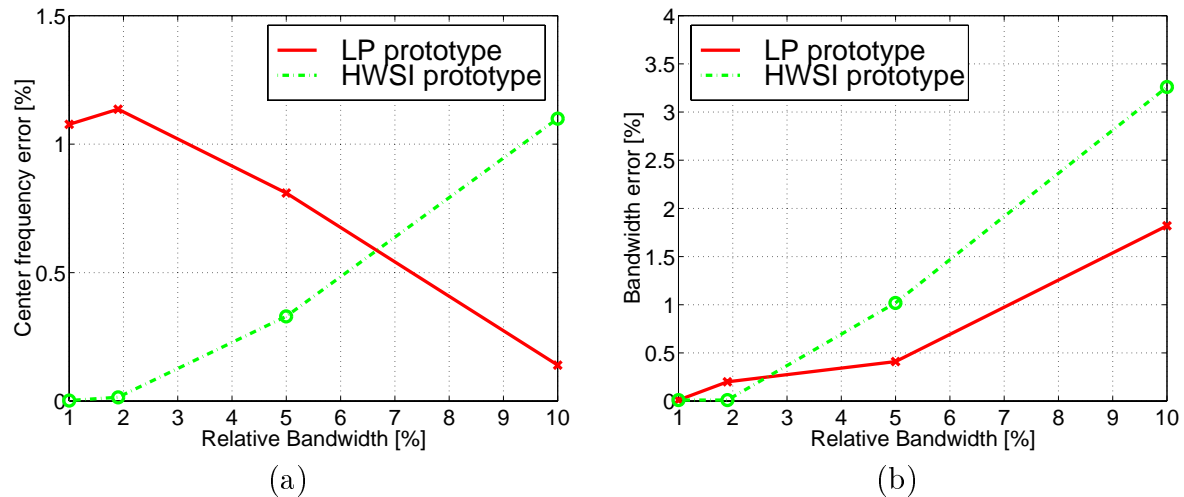 1.5
1
0.5
0
Center frequency error [%]
LP prototype
HWSI prototype
1 2 3 4 5 6 7 8 9 10
Relative Bandwidth [%]
(a)
4
3.5
3
2.5
2
1.5
1
0.5
0
Bandwidth error [%]
LP prototype
HWSI prototype
1 2 3 4 5 6 7 8 9 10
Relative Bandwidth [%]
(b)